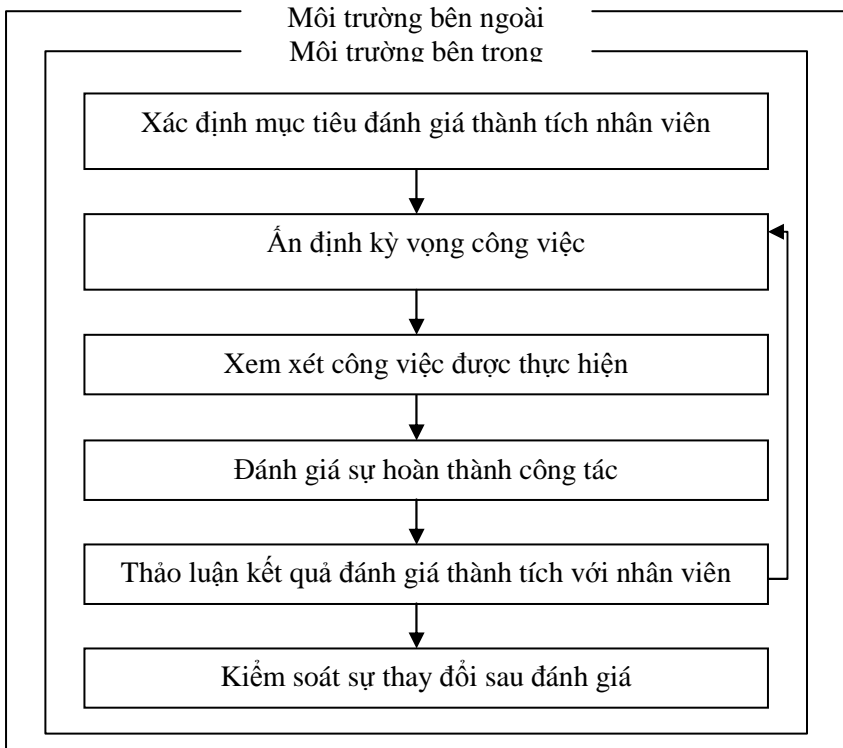 Môi trường bên ngoài
Môi trường bên trong
Xác định mục tiêu đánh giá thành tích nhân viên
Ấn định kỳ vọng công việc
Xem xét công việc được thực hiện
Đánh giá sự hoàn thành công tác
Thảo luận kết quả đánh giá thành tích với nhân viên
Kiểm soát sự thay đổi sau đánh giá